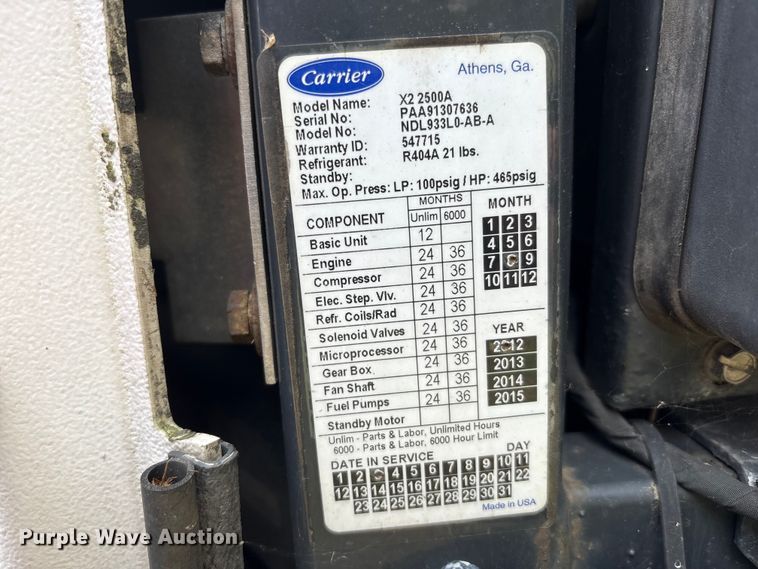 Carrier
Athens, Ga.
Model Name: X2 2500A
Serial No: PAA91307636
Model No: NDL933L0-AB-A
Warranty ID: 547715
Refrigerant: R404A 21 lbs.
Standby:
Max. Op. Press: LP: 100psig / HP: 465psig
COMPONENT MONTHS
Unlim 6000
Basic Unit 12
Engine 24 36
Compressor 24 36
Elec. Step. Vlv. 24 36
Refr. Coils/Rad 24 36
Solenoid Valves 24 36
Microprocessor 24 36
Gear Box 24 36
Fan Shaft 24 36
Fuel Pumps 24 36
Standby Motor
MONTH
1 2 3
4 5 6
7 9
10 11 12
YEAR
2012
2013
2014
2015
Unlim - Parts & Labor, Unlimited Hours
6000 - Parts & Labor, 6000 Hour Limit
DATE IN SERVICE DAY
1 2 4 5 6 7 8 9 10 11
12 13 14 15 16 17 18 19 20 21 22
23 24 25 26 27 28 29 30 31
Made in USA
Purple Wave Auction